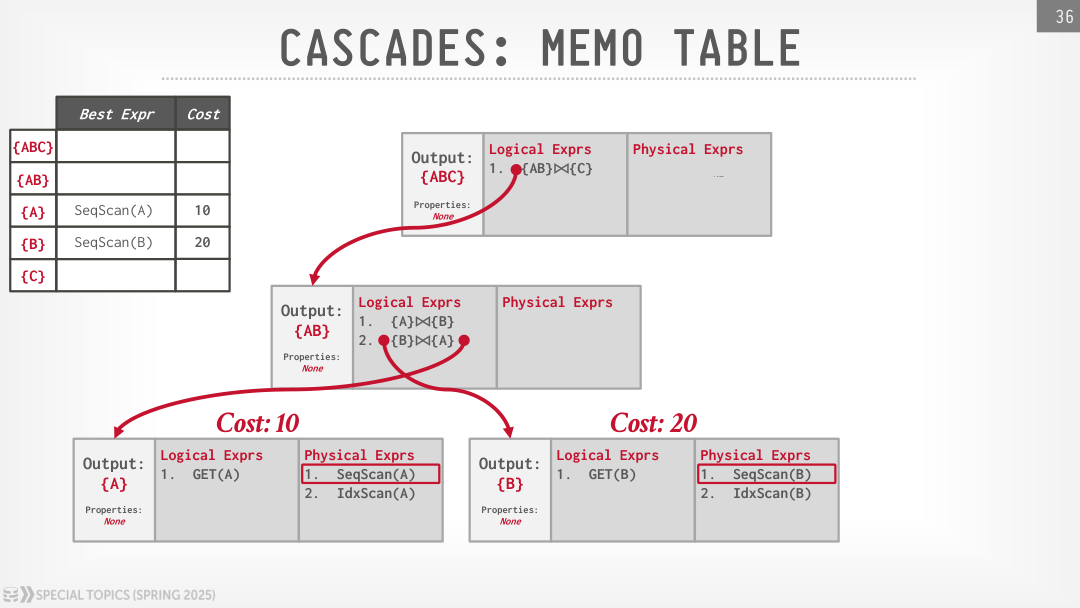 36
CASCADES: MEMO TABLE
Best Expr Cost
{ABC}
{AB}
{A} SeqScan(A) 10
{B} SeqScan(B) 20
{C}
Output:
{ABC}
Properties:
None
Logical Exprs
1. {AB}⋈{C}
Physical Exprs
Output:
{AB}
Properties:
None
Logical Exprs
1. {A}⋈{B}
2. {B}⋈{A}
Physical Exprs
Cost: 10
Output:
{A}
Properties:
None
Logical Exprs
1. GET(A)
Physical Exprs
1. SeqScan(A)
2. IdxScan(A)
Cost: 20
Output:
{B}
Properties:
None
Logical Exprs
1. GET(B)
Physical Exprs
1. SeqScan(B)
2. IdxScan(B)
SPECIAL TOPICS (SPRING 2025)